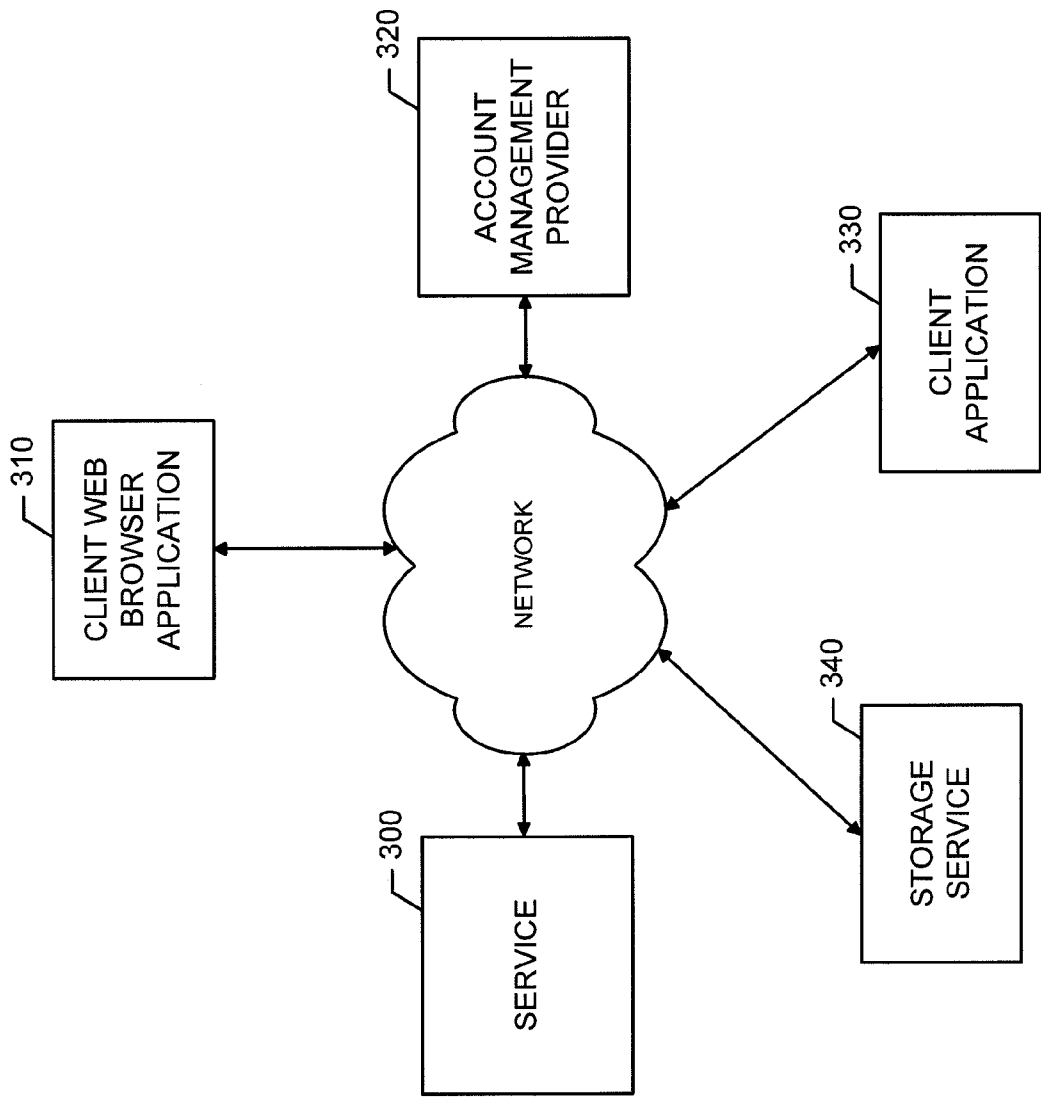 310
CLIENT WEB
BROWSER
APPLICATION
320
ACCOUNT
MANAGEMENT
PROVIDER
NETWORK
300
SERVICE
330
CLIENT
APPLICATION
340
STORAGE
SERVICE